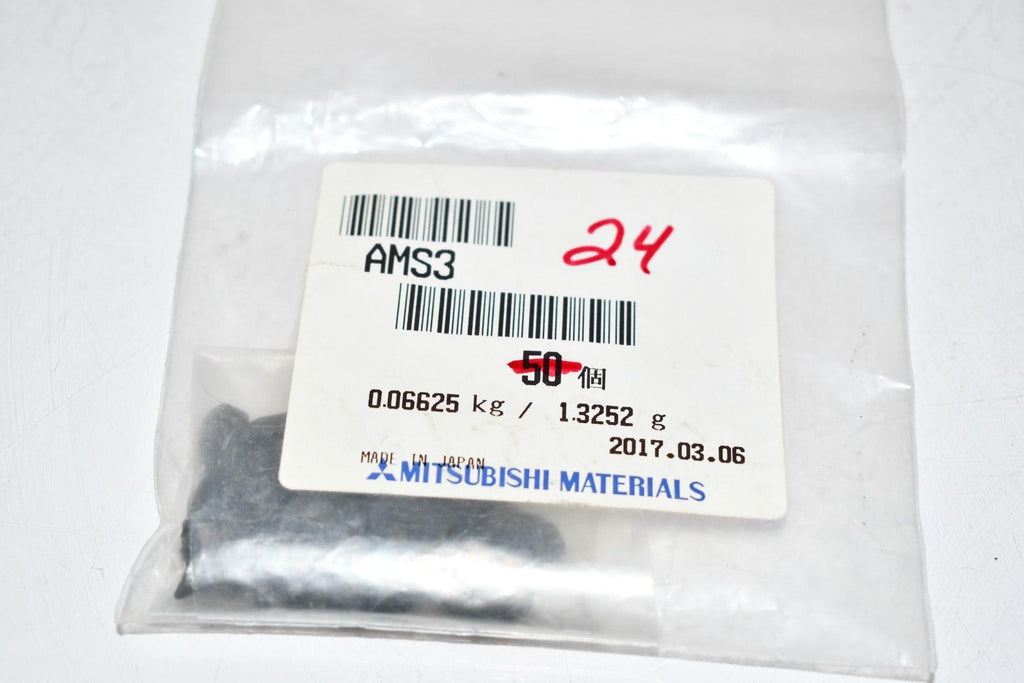 24
AMS3
50 個
0.06625 kg / 1.3252 g
2017.03.06
MADE IN JAPAN
MITSUBISHI MATERIALS